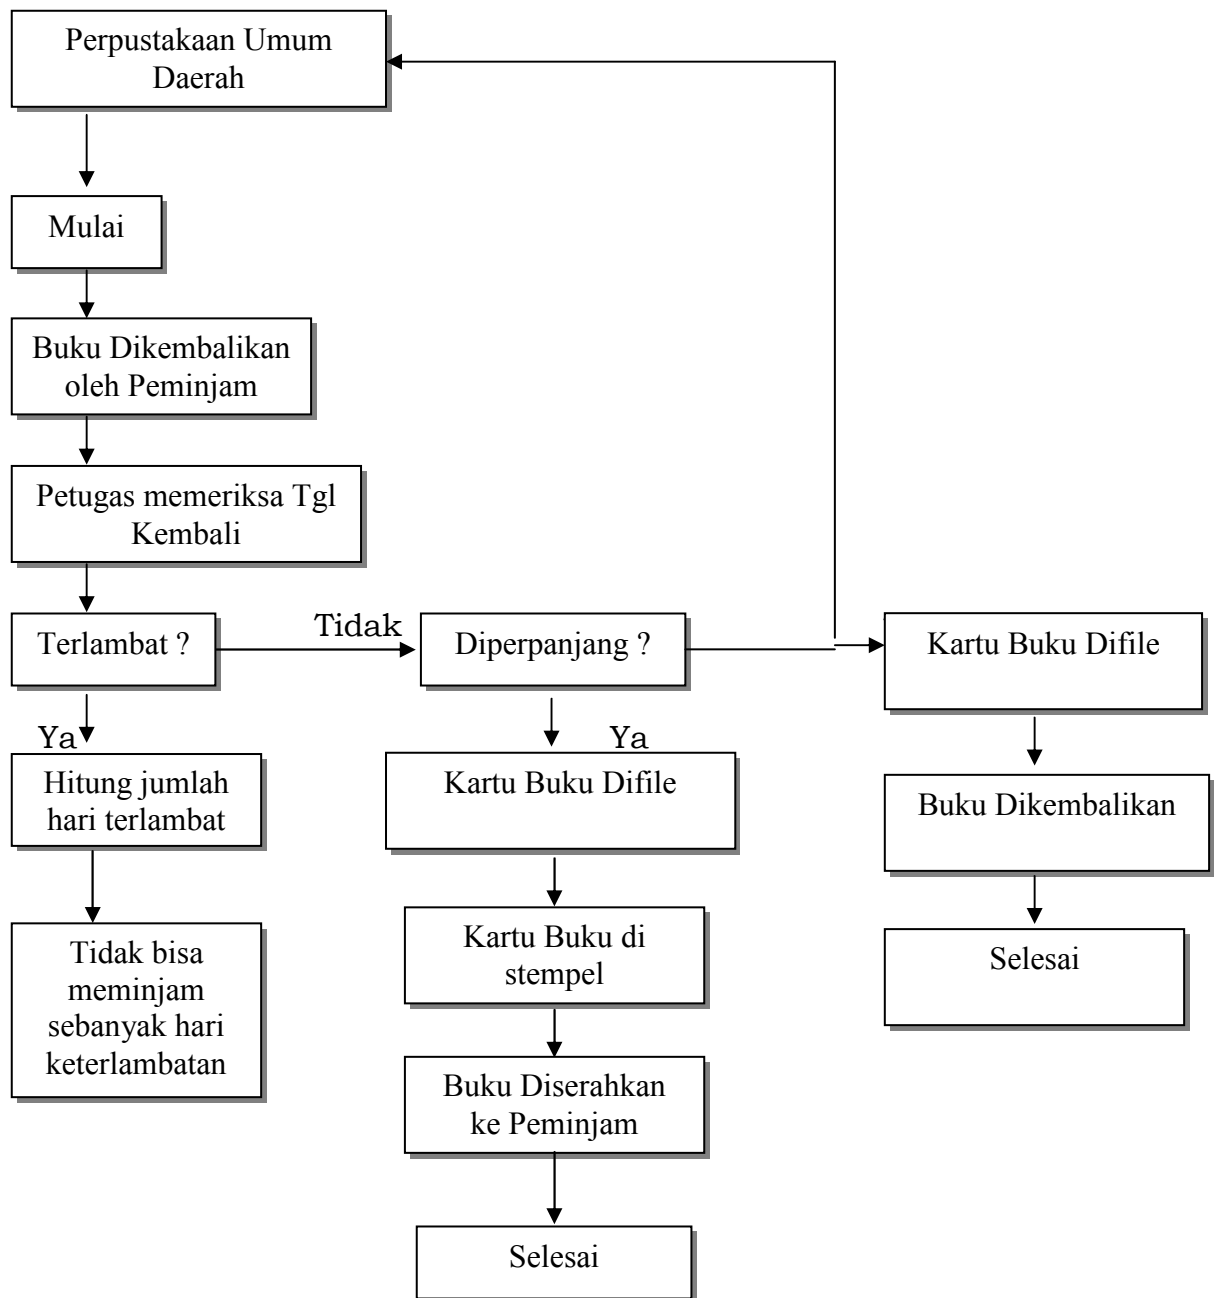 Perpustakaan Umum
Daerah
Mulai
Buku Dikembalikan
oleh Peminjam
Petugas memeriksa Tgl
Kembali
Terlambat ?
Tidak
Diperpanjang ?
Kartu Buku Difile
Ya
Hitung jumlah
hari terlambat
Tidak bisa
meminjam
sebanyak hari
keterlambatan
Ya
Kartu Buku Difile
Kartu Buku di
stempel
Buku Diserahkan
ke Peminjam
Selesai
Buku Dikembalikan
Selesai